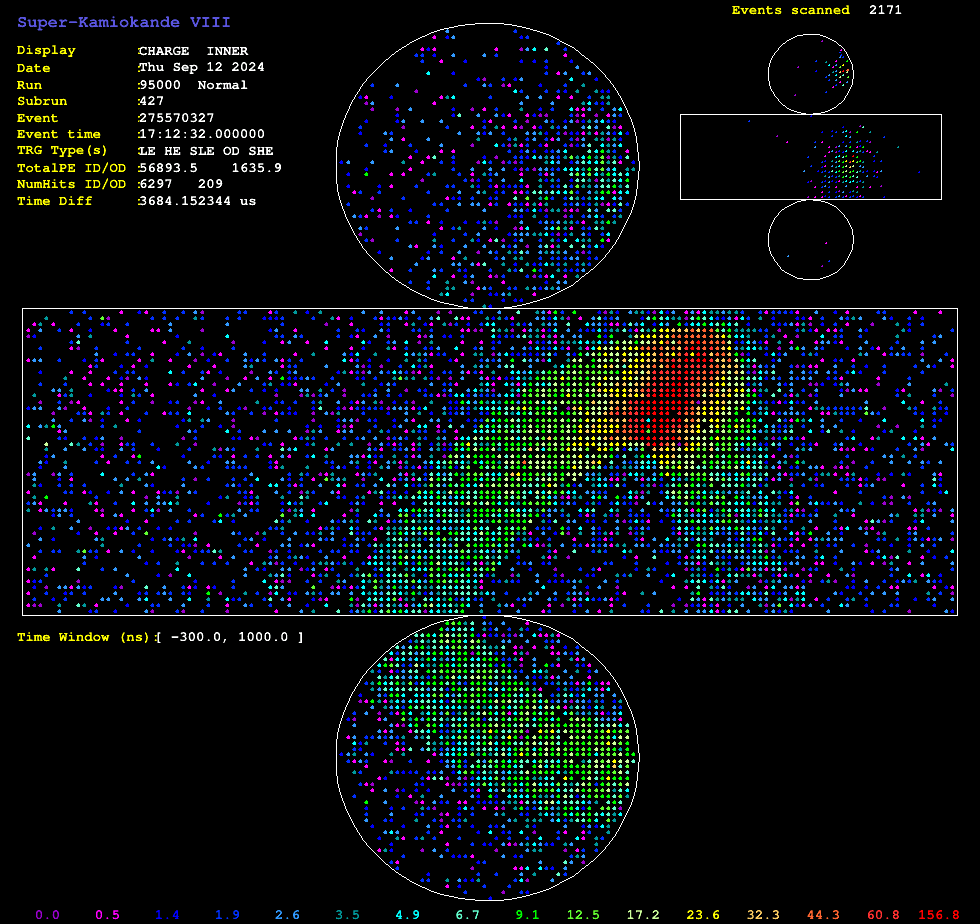 Super-Kamiokande VIII
Events scanned 2171
Display :CHARGE INNER
Date :Thu Sep 12 2024
Run :95000 Normal
Subrun :427
Event :275570327
Event time :17:12:32.000000
TRG Type(s) :LE HE SLE OD SHE
TotalPE ID/OD :56893.5 1635.9
NumHits ID/OD :6297 209
Time Diff :3684.152344 us
Time Window (ns):[ -300.0, 1000.0 ]
0.0 0.5 1.4 1.9 2.6 3.5 4.9 6.7 9.1 12.5 17.2 23.6 32.3 44.3 60.8 156.8